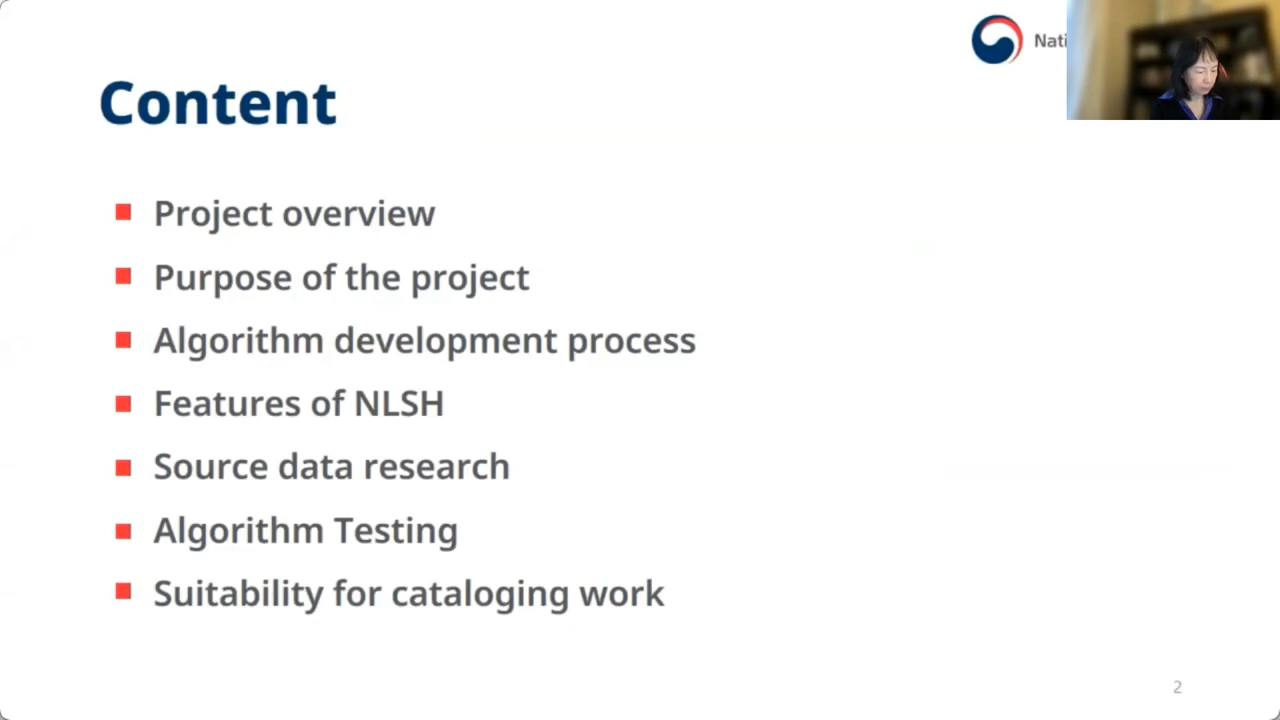 Content
Project overview
Purpose of the project
Algorithm development process
Features of NLSH
Source data research
Algorithm Testing
Suitability for cataloging work
2